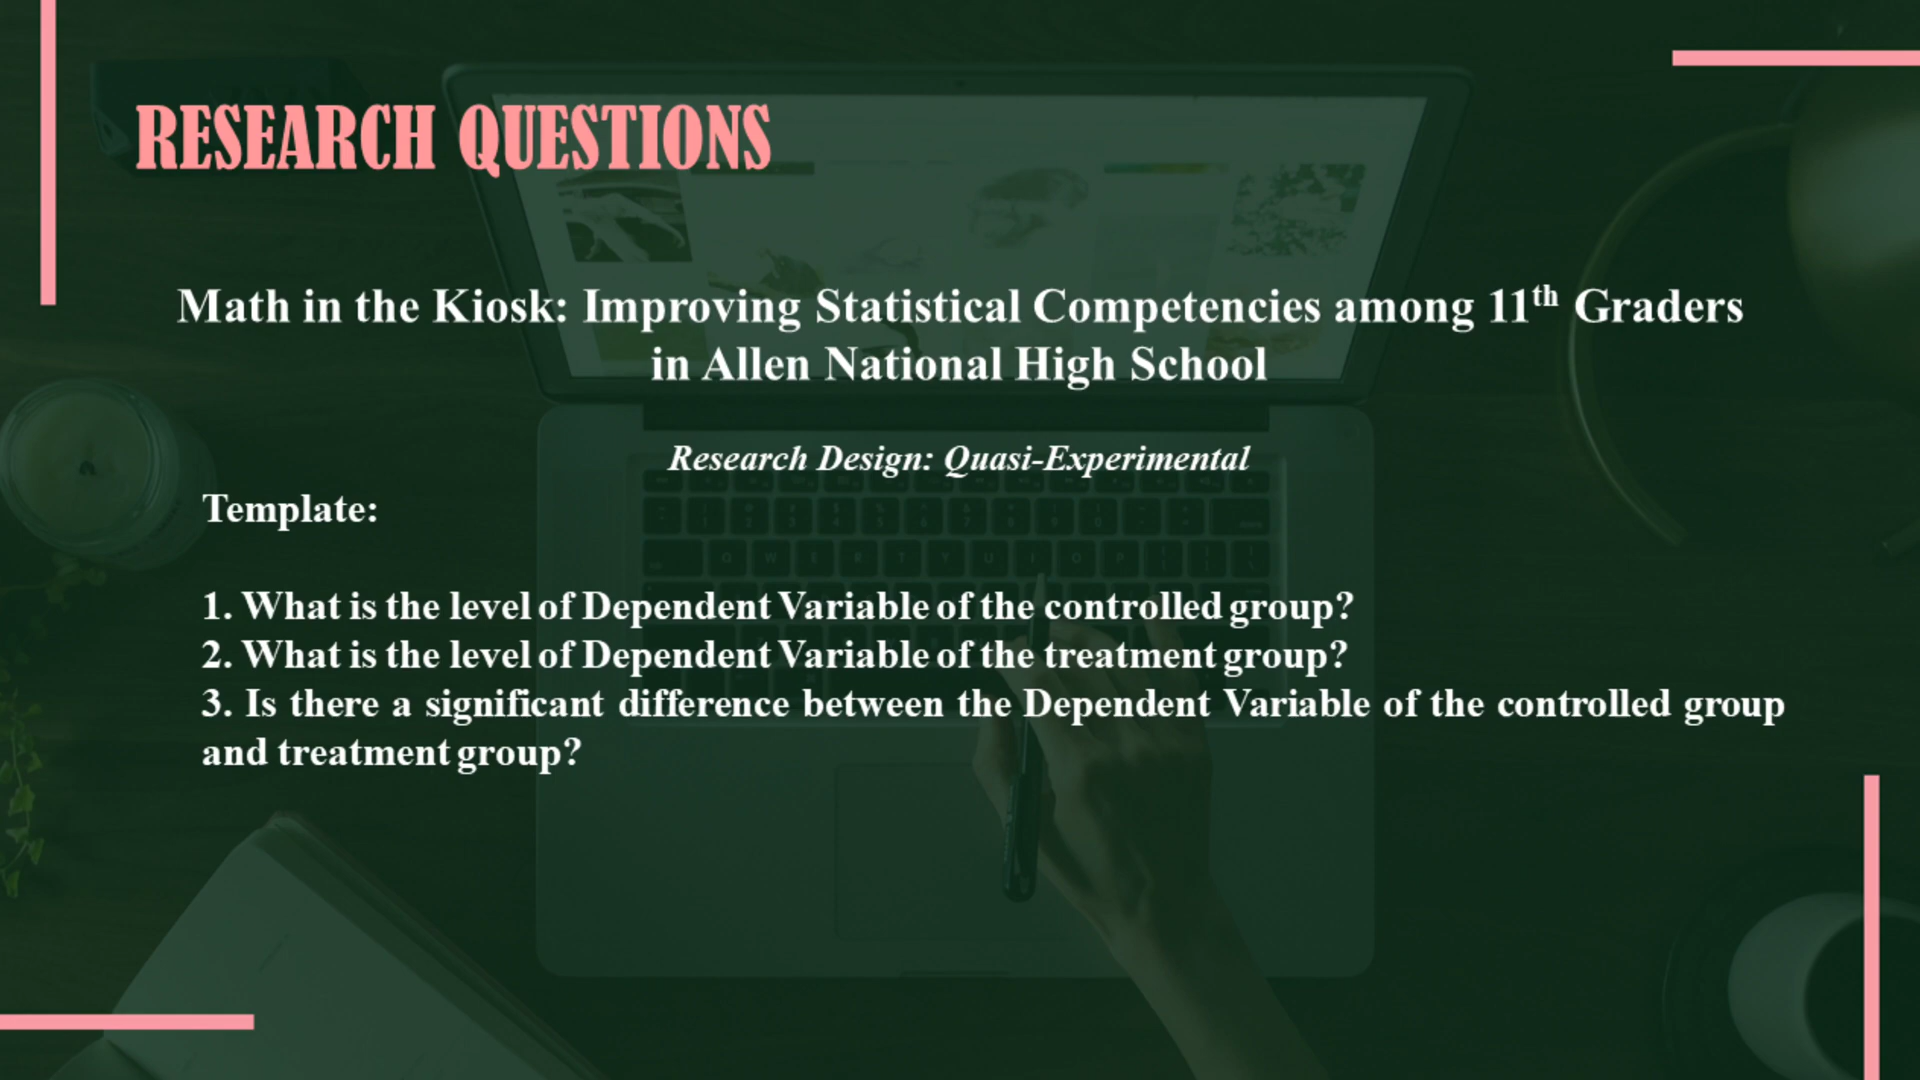 RESEARCH QUESTIONS
Math in the Kiosk: Improving Statistical Competencies among 11th Graders
in Allen National High School
Research Design: Quasi-Experimental
Template:
1. What is the level of Dependent Variable of the controlled group?
2. What is the level of Dependent Variable of the treatment group?
3. Is there a significant difference between the Dependent Variable of the controlled group
and treatment group?